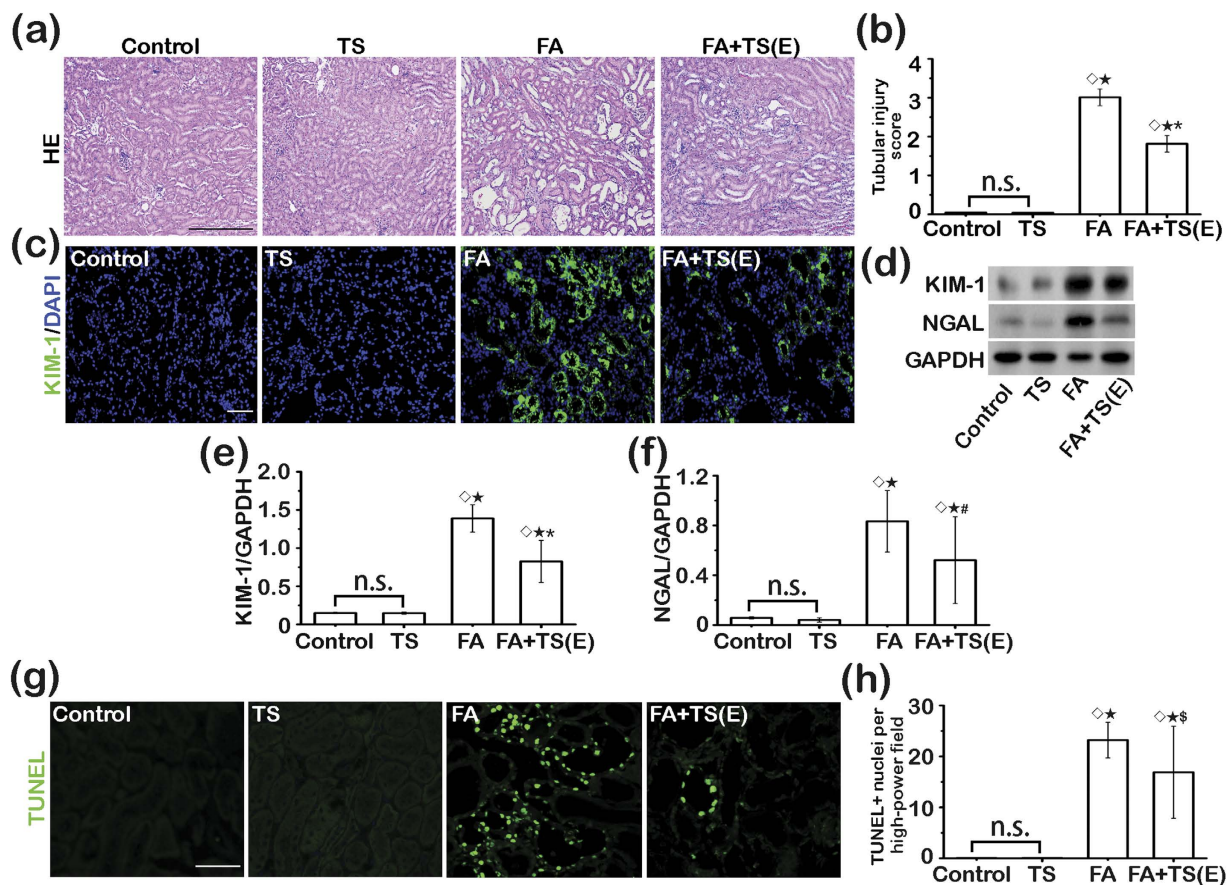 (a)
Control TS FA FA+TS(E)
HE
(b)
Tubular injury
score
4
3
2
1
0
◇★
◇★*
n.s.
Control TS FA FA+TS(E)
(c)
KIM-1/DAPI
Control TS FA FA+TS(E)
(d)
KIM-1
NGAL
GAPDH
Control TS FA FA+TS(E)
(e)
KIM-1/GAPDH
2.0
1.5
1.0
0.5
0
◇★
◇★*
n.s.
Control TS FA FA+TS(E)
(f)
NGAL/GAPDH
1.2
0.8
0.4
0
◇★
◇★#
n.s.
Control TS FA FA+TS(E)
(g)
TUNEL
Control TS FA FA+TS(E)
(h)
TUNEL+ nuclei per
high-power field
30
20
10
0
◇★
◇★$
n.s.
Control TS FA FA+TS(E)